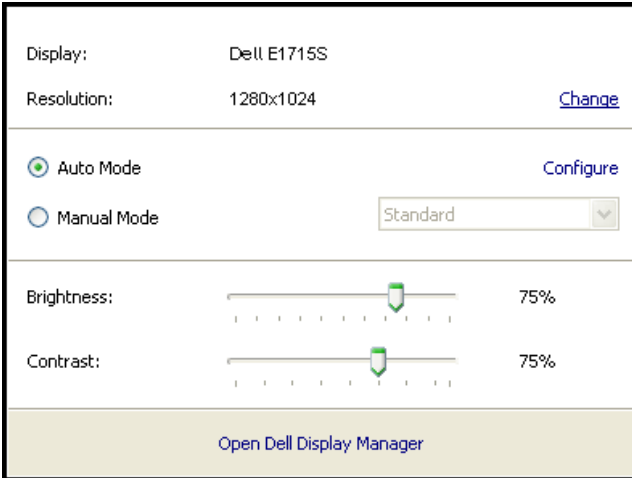 Display: Dell E1715S
Resolution: 1280x1024 Change
Auto Mode Configure
Manual Mode Standard
Brightness: 75%
Contrast: 75%
Open Dell Display Manager